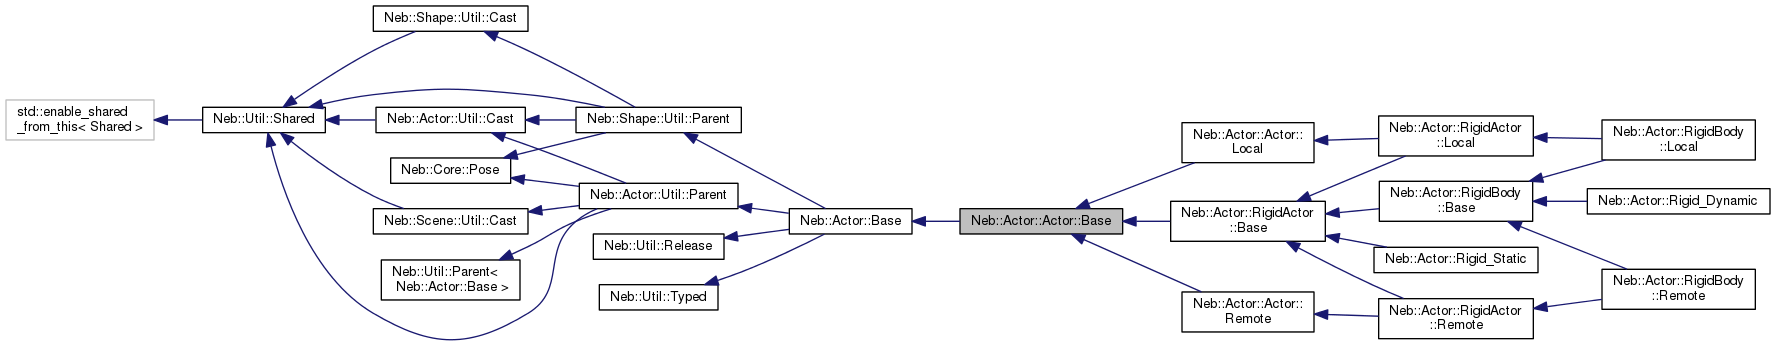 Neb::Shape::Util::Cast
std::enable_shared
_from_this< Shared >
Neb::Util::Shared
Neb::Actor::Util::Cast
Neb::Shape::Util::Parent
Neb::Core::Pose
Neb::Actor::Util::Parent
Neb::Scene::Util::Cast
Neb::Util::Release
Neb::Util::Parent<
Neb::Actor::Base >
Neb::Util::Typed
Neb::Actor::Base
Neb::Actor::Actor::Base
Neb::Actor::Actor::
Local
Neb::Actor::RigidActor
::Base
Neb::Actor::Actor::
Remote
Neb::Actor::RigidActor
::Local
Neb::Actor::RigidBody
::Base
Neb::Actor::Rigid_Static
Neb::Actor::RigidActor
::Remote
Neb::Actor::RigidBody
::Local
Neb::Actor::Rigid_Dynamic
Neb::Actor::RigidBody
::Remote